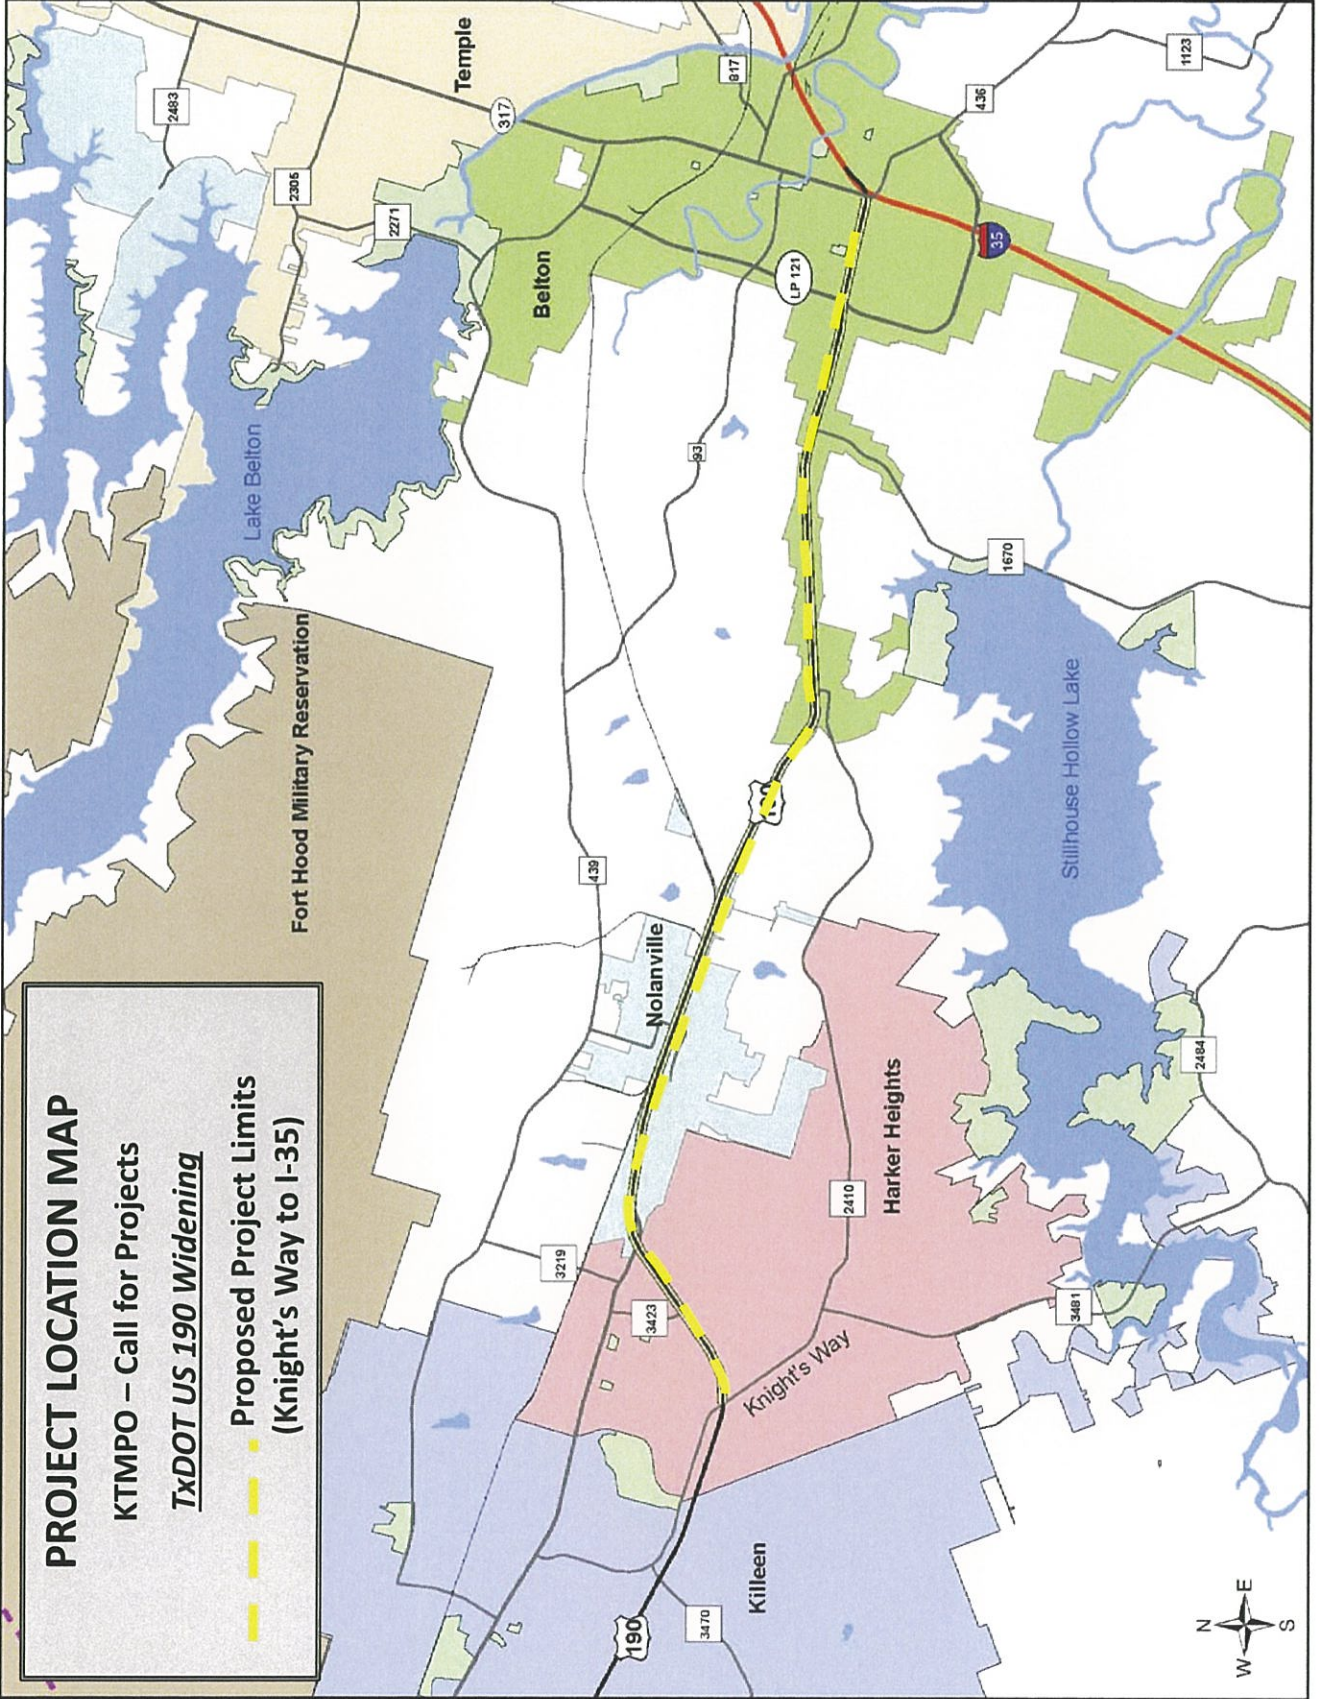 PROJECT LOCATION MAP
KTMPO – Call for Projects
TxDOT US 190 Widening
Proposed Project Limits
(Knight's Way to I-35)
2483
2305
2271
Temple
317
817
1123
436
Belton
LP 121
35
Lake Belton
93
Fort Hood Military Reservation
1670
Stillhouse Hollow Lake
190
439
Nolanville
Harker Heights
2484
2410
3219
3423
3481
Knight's Way
Killeen
190
3470
N
W
E
S